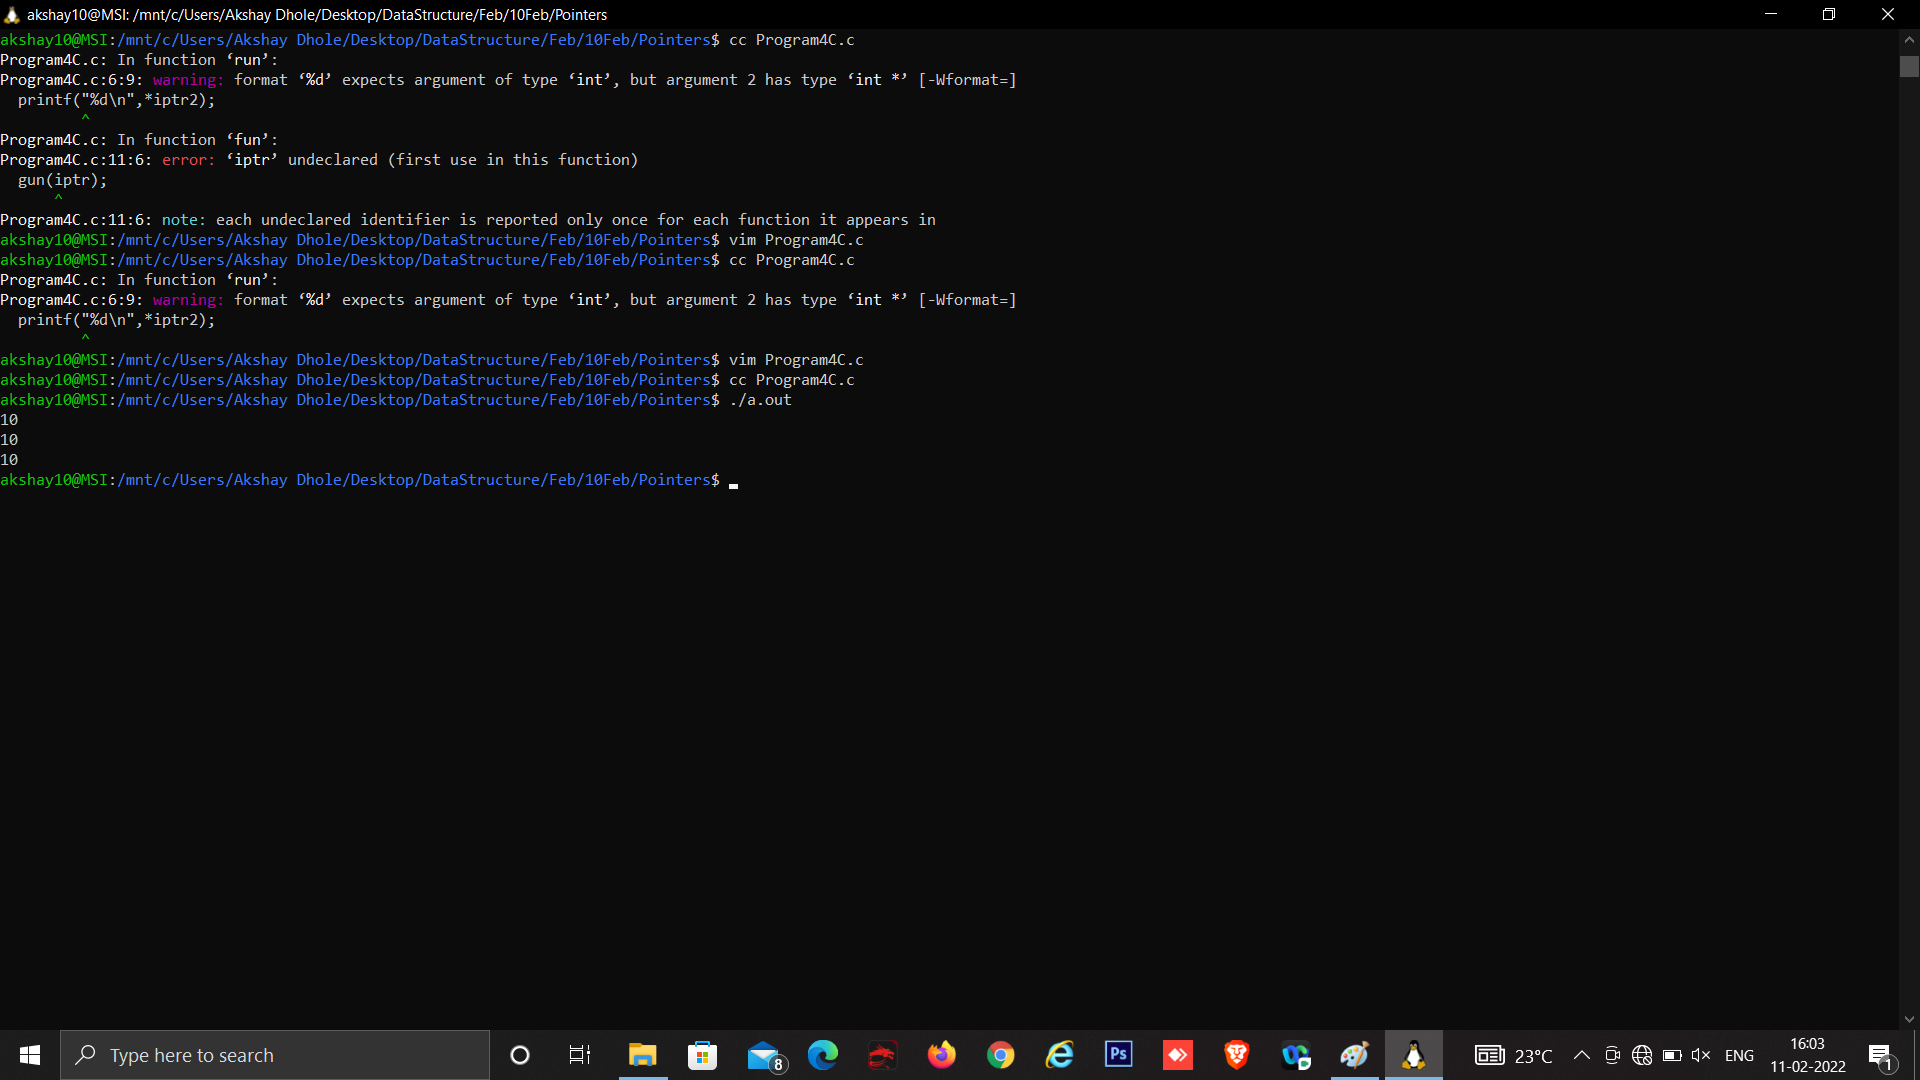 akshay10@MSI: /mnt/c/Users/Akshay Dhole/Desktop/DataStructure/Feb/10Feb/Pointers
akshay10@MSI:/mnt/c/Users/Akshay Dhole/Desktop/DataStructure/Feb/10Feb/Pointers$ cc Program4C.c
Program4C.c: In function ‘run’:
Program4C.c:6:9: warning: format ‘%d’ expects argument of type ‘int’, but argument 2 has type ‘int *’ [-Wformat=]
  printf("%d\n",*iptr2);
         ^
Program4C.c: In function ‘fun’:
Program4C.c:11:6: error: ‘iptr’ undeclared (first use in this function)
  gun(iptr);
      ^
Program4C.c:11:6: note: each undeclared identifier is reported only once for each function it appears in
akshay10@MSI:/mnt/c/Users/Akshay Dhole/Desktop/DataStructure/Feb/10Feb/Pointers$ vim Program4C.c
akshay10@MSI:/mnt/c/Users/Akshay Dhole/Desktop/DataStructure/Feb/10Feb/Pointers$ cc Program4C.c
Program4C.c: In function ‘run’:
Program4C.c:6:9: warning: format ‘%d’ expects argument of type ‘int’, but argument 2 has type ‘int *’ [-Wformat=]
  printf("%d\n",*iptr2);
         ^
akshay10@MSI:/mnt/c/Users/Akshay Dhole/Desktop/DataStructure/Feb/10Feb/Pointers$ vim Program4C.c
akshay10@MSI:/mnt/c/Users/Akshay Dhole/Desktop/DataStructure/Feb/10Feb/Pointers$ cc Program4C.c
akshay10@MSI:/mnt/c/Users/Akshay Dhole/Desktop/DataStructure/Feb/10Feb/Pointers$ ./a.out
10
10
10
akshay10@MSI:/mnt/c/Users/Akshay Dhole/Desktop/DataStructure/Feb/10Feb/Pointers$
Type here to search
8
Ps
23°C
ENG
16:03
11-02-2022
1